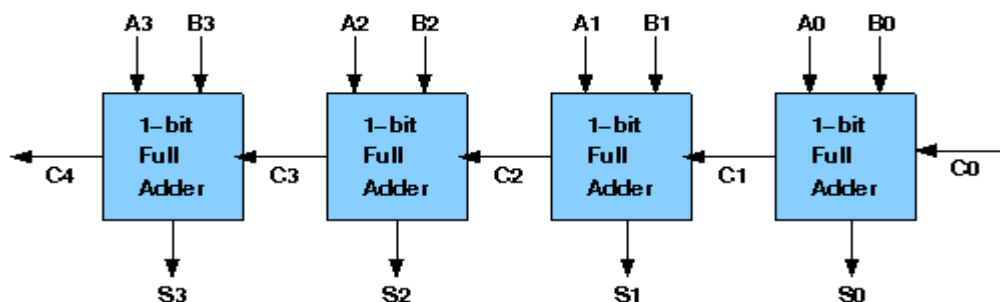 A3 B3 A2 B2 A1 B1 A0 B0
1-bit 1-bit 1-bit 1-bit
Full Full Full Full
Adder Adder Adder Adder
C4 C3 C2 C1 C0
S3 S2 S1 S0